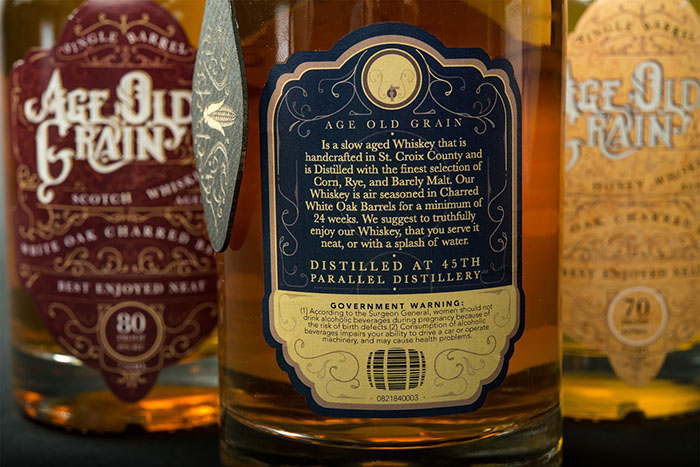 SINGLE BARREL
AGE OLD
GRAIN
SCOTCH WHISKEY
WHITE OAK CHARRED
BEST ENJOYED NEAT
80
PROOF
AGE OLD GRAIN
Is a slow aged Whiskey that is
handcrafted in St. Croix County and
is Distilled with the finest selection of
Corn, Rye, and Barely Malt. Our
Whiskey is air seasoned in Charred
White Oak Barrels for a minimum of
24 weeks. We suggest to truthfully
enjoy our Whiskey, that you serve it
neat, or with a splash of water.
DISTILLED AT 45TH
PARALLEL DISTILLERY
GOVERNMENT WARNING:
(1) According to the Surgeon General, women should not
drink alcoholic beverages during pregnancy because of
the risk of birth defects.(2) Consumption of alcoholic
beverages impairs your ability to drive a car or operate
machinery, and may cause health problems.
0821840003
SINGLE BARREL
AGE OLD
GRAIN
HONEY
OAK CHARRED
BEST ENJOYED NEAT
70
PROOF